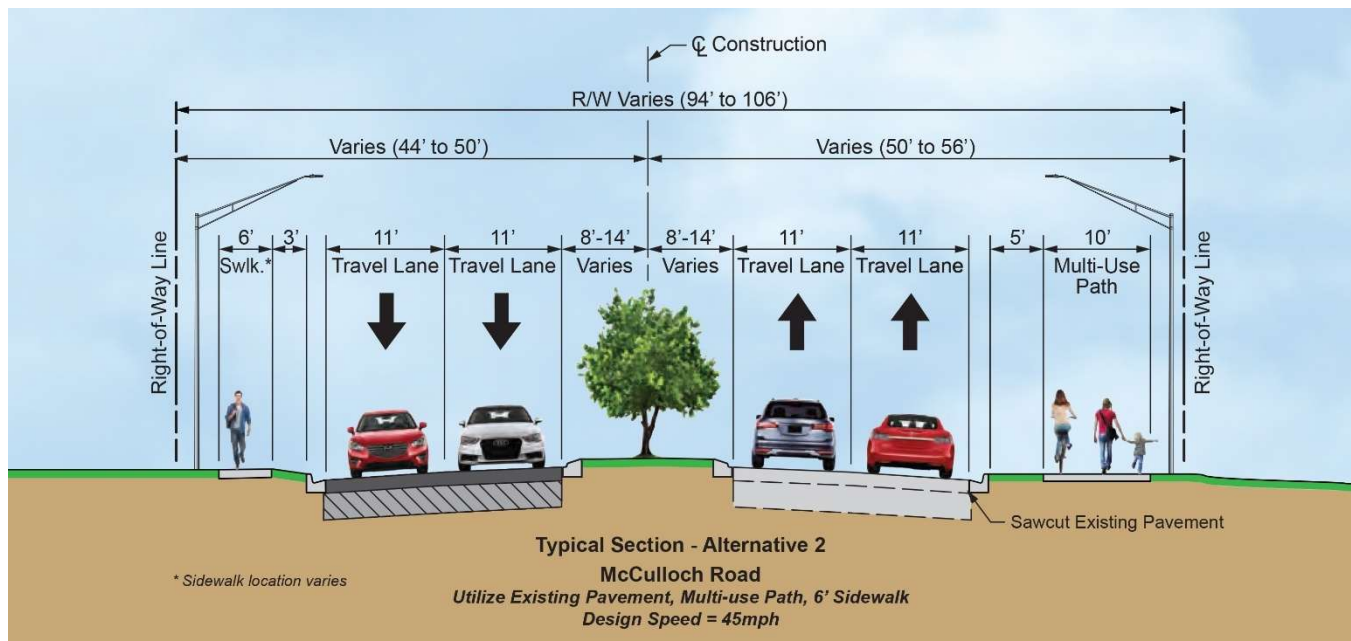 ℄ Construction
R/W Varies (94' to 106')
Varies (44' to 50')
Varies (50' to 56')
6'
3'
11'
11'
8'-14'
8'-14'
11'
11'
5'
10'
Swlk.*
Travel Lane
Travel Lane
Varies
Varies
Travel Lane
Travel Lane
Multi-Use
Path
Right-of-Way Line
Right-of-Way Line
Sawcut Existing Pavement
Typical Section - Alternative 2
* Sidewalk location varies
McCulloch Road
Utilize Existing Pavement, Multi-use Path, 6' Sidewalk
Design Speed = 45mph